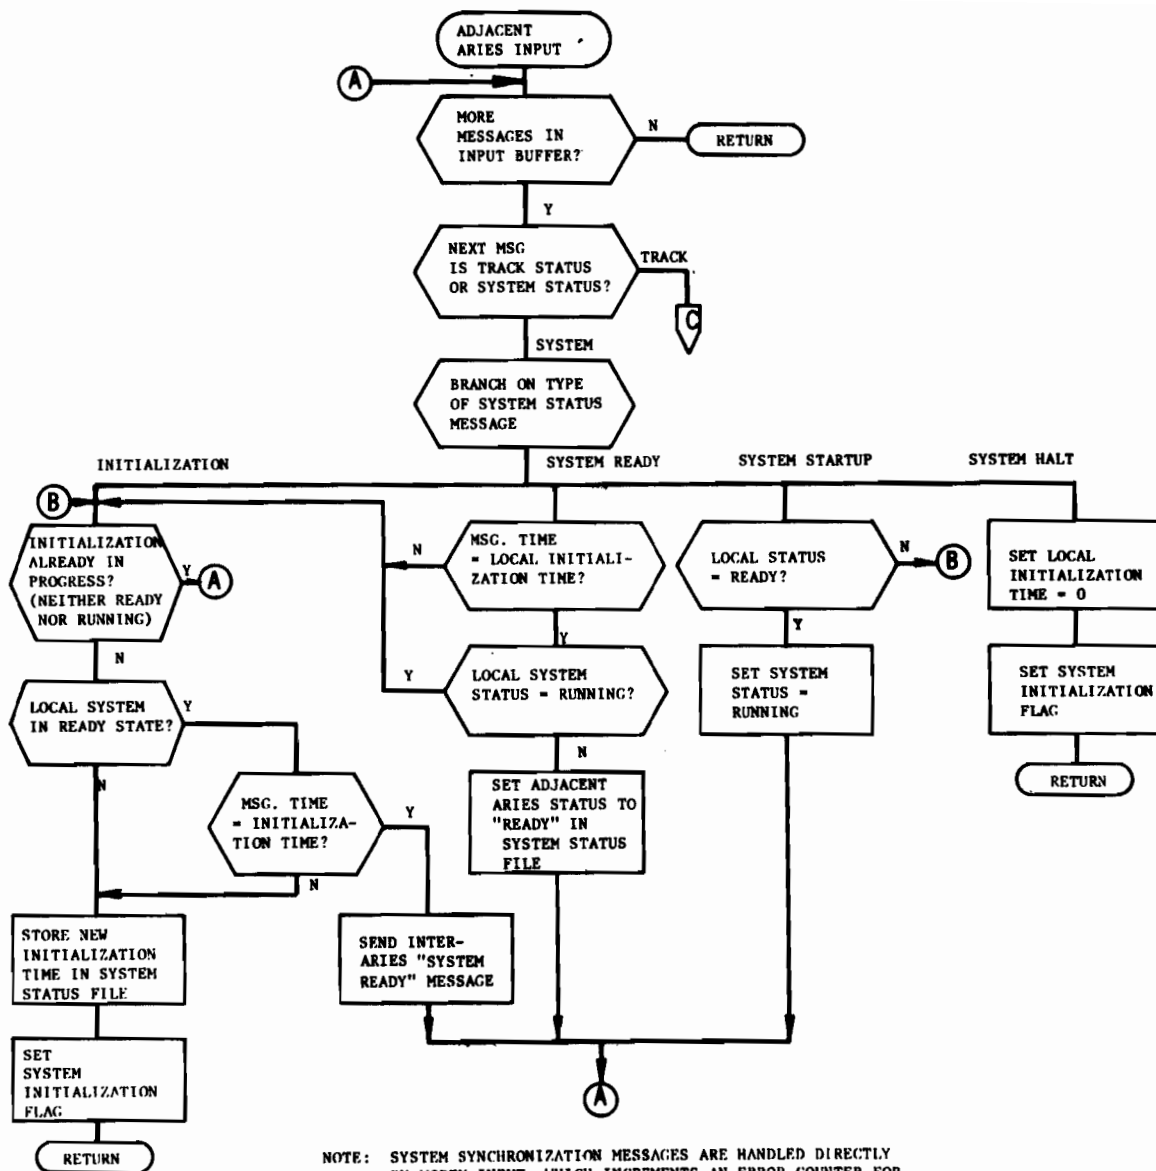 ADJACENT
ARIES INPUT
A
MORE
MESSAGES IN
INPUT BUFFER?
N
RETURN
Y
NEXT MSG
IS TRACK STATUS
OR SYSTEM STATUS?
TRACK
C
SYSTEM
BRANCH ON TYPE
OF SYSTEM STATUS
MESSAGE
INITIALIZATION
SYSTEM READY
SYSTEM STARTUP
SYSTEM HALT
B
INITIALIZATION
ALREADY IN
PROGRESS?
(NEITHER READY
NOR RUNNING)
Y
A
N
MSG. TIME
= LOCAL INITIALI-
ZATION TIME?
N
Y
LOCAL STATUS
= READY?
N
B
Y
SET LOCAL
INITIALIZATION
TIME = 0
LOCAL SYSTEM
IN READY STATE?
Y
N
LOCAL SYSTEM
STATUS = RUNNING?
Y
N
SET SYSTEM
STATUS =
RUNNING
SET SYSTEM
INITIALIZATION
FLAG
RETURN
MSG. TIME
= INITIALIZA-
TION TIME?
Y
N
SET ADJACENT
ARIES STATUS TO
"READY" IN
SYSTEM STATUS
FILE
STORE NEW
INITIALIZATION
TIME IN SYSTEM
STATUS FILE
SEND INTER-
ARIES "SYSTEM
READY" MESSAGE
A
SET
SYSTEM
INITIALIZATION
FLAG
RETURN
NOTE: SYSTEM SYNCHRONIZATION MESSAGES ARE HANDLED DIRECTLY